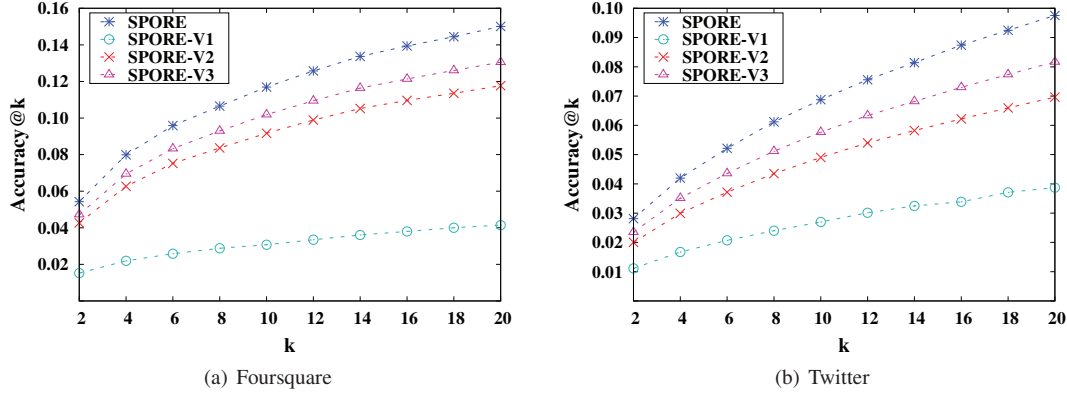 0.16
0.14
0.12
0.10
0.08
0.06
0.04
0.02
Accuracy@k
SPORE
SPORE-V1
SPORE-V2
SPORE-V3
2 4 6 8 10 12 14 16 18 20
k
(a) Foursquare
0.10
0.09
0.08
0.07
0.06
0.05
0.04
0.03
0.02
0.01
Accuracy@k
SPORE
SPORE-V1
SPORE-V2
SPORE-V3
2 4 6 8 10 12 14 16 18 20
k
(b) Twitter